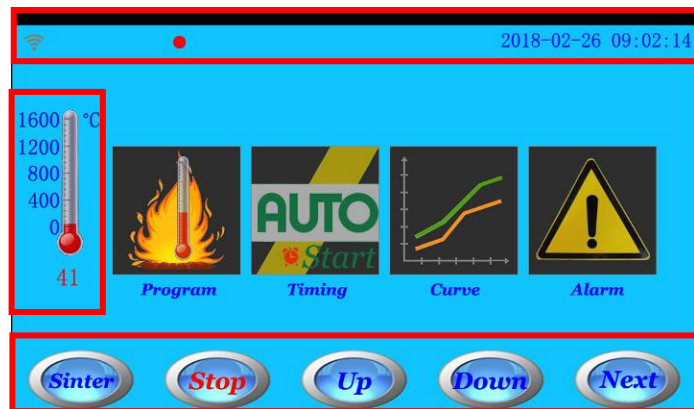 2018-02-26 09:02:14
1600 °C
1200
800
400
0
41
AUTO
Start
Program Timing Curve Alarm
Sinter Stop Up Down Next